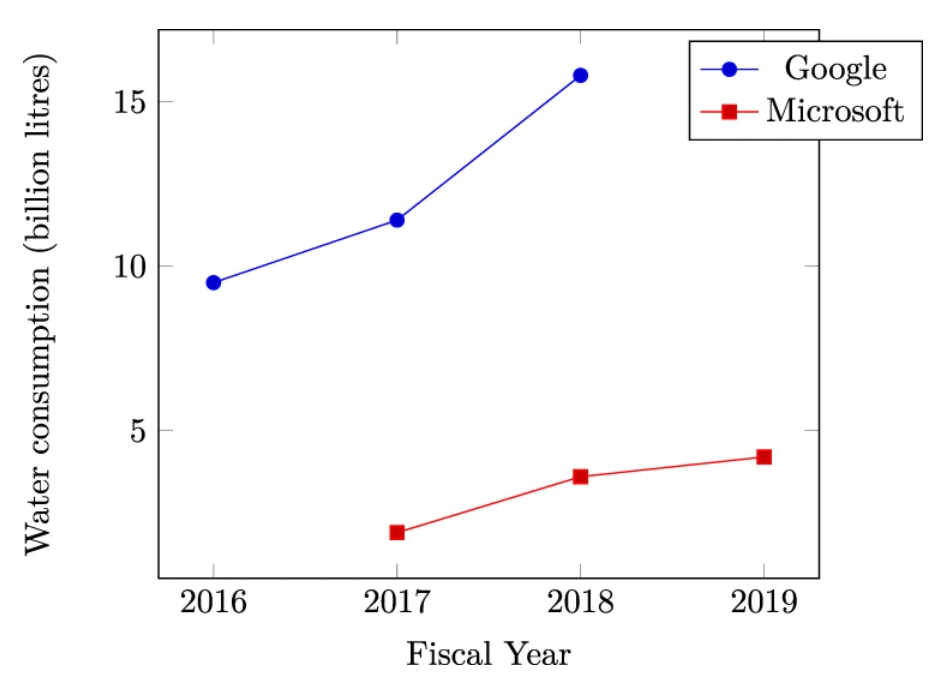 Google
Microsoft
Water consumption (billion litres)
15
10
5
2016 2017 2018 2019
Fiscal Year